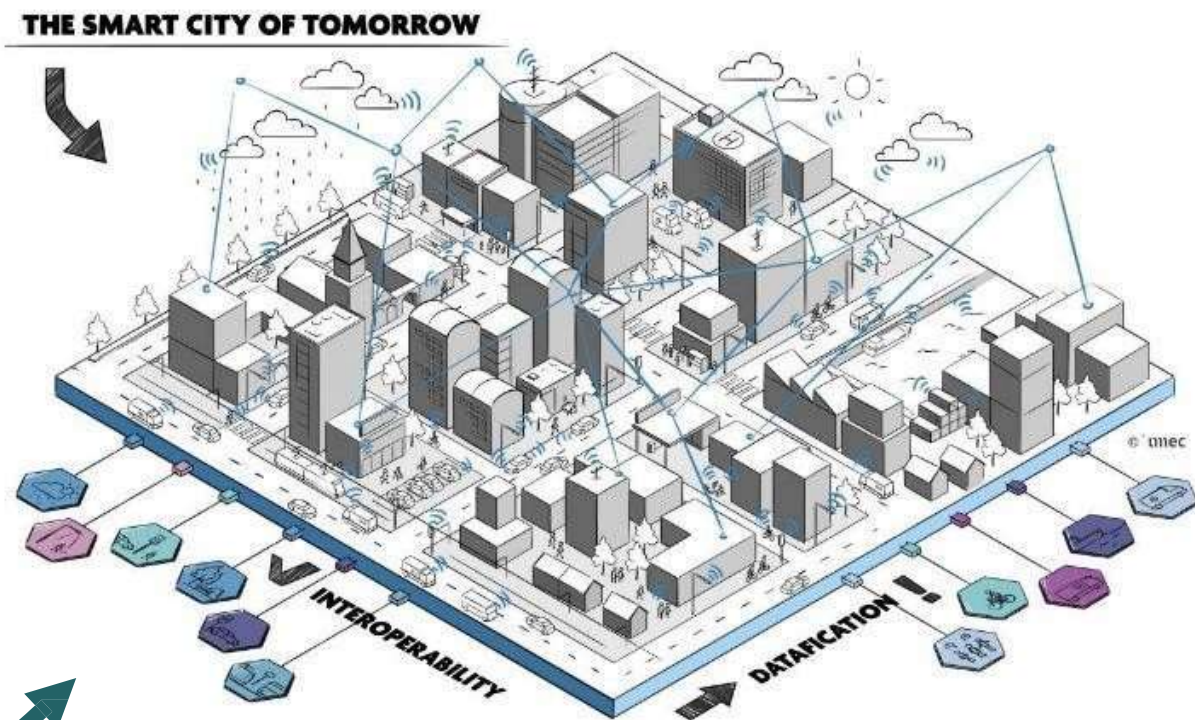 THE SMART CITY OF TOMORROW
H
© imec
INTEROPERABILITY
DATAFICATION !